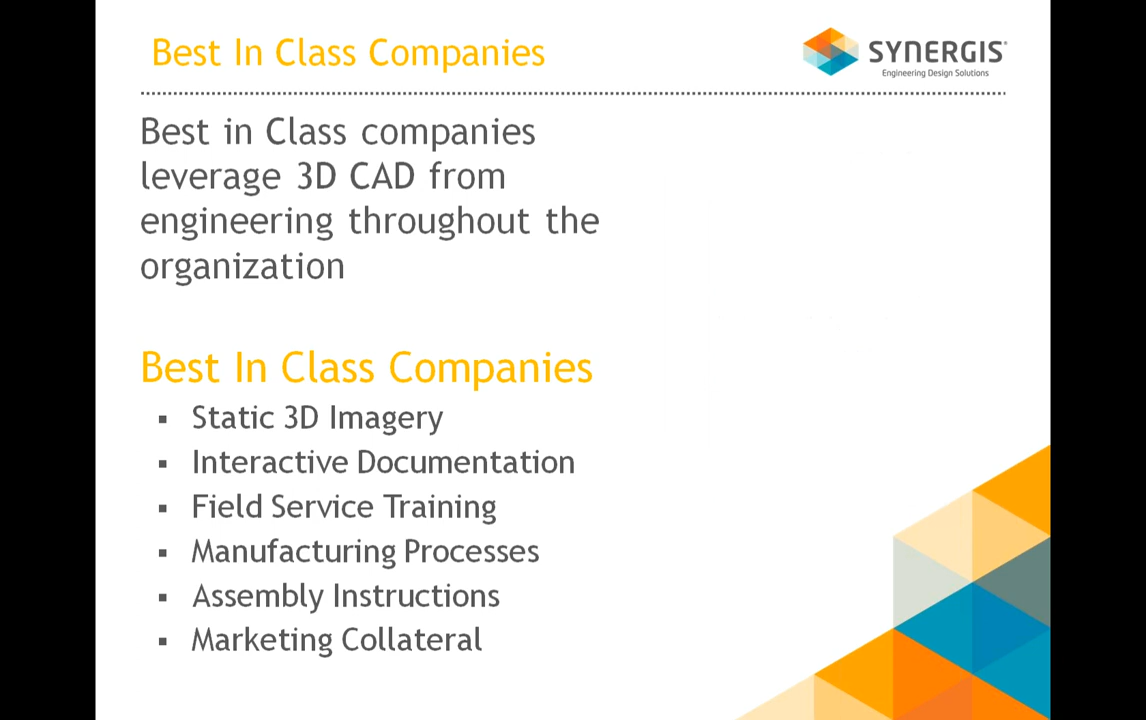 Best In Class Companies
SYNERGIS
Engineering Design Solutions
Best in Class companies
leverage 3D CAD from
engineering throughout the
organization
Best In Class Companies
▪ Static 3D Imagery
▪ Interactive Documentation
▪ Field Service Training
▪ Manufacturing Processes
▪ Assembly Instructions
▪ Marketing Collateral